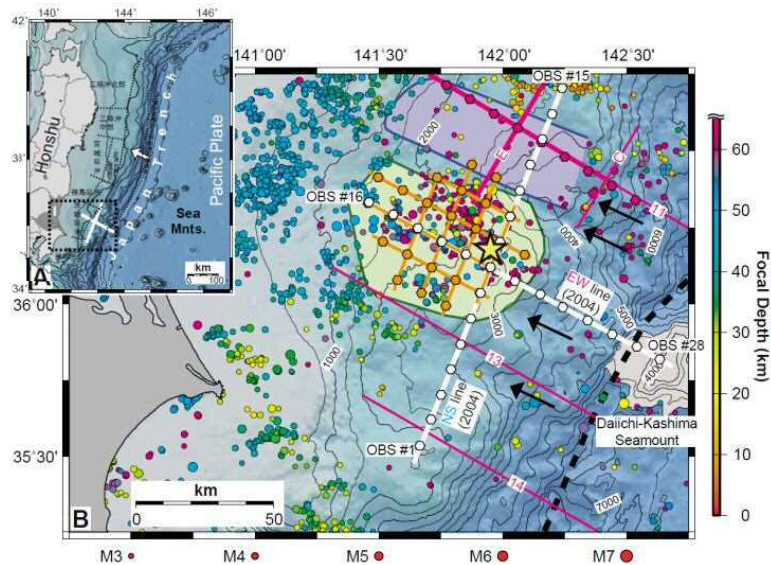 140° 142° 144° 146°
42°
38°
34°
Honshu
Japan Trench
Pacific Plate
Sea
Mnts.
km
0 100
A
141°00' 141°30' 142°00' 142°30'
36°00'
35°30'
OBS #15
OBS #16
OBS #28
OBS #1
2000
E
C
11
4000
6000
EW line
(2004)
3000
5000
4000
1000
13
NS line
(2004)
Daiichi-Kashima
Seamount
14
7000
km
0 50
B
60
50
40
30
20
10
0
Focal Depth (km)
M3 M4 M5 M6 M7